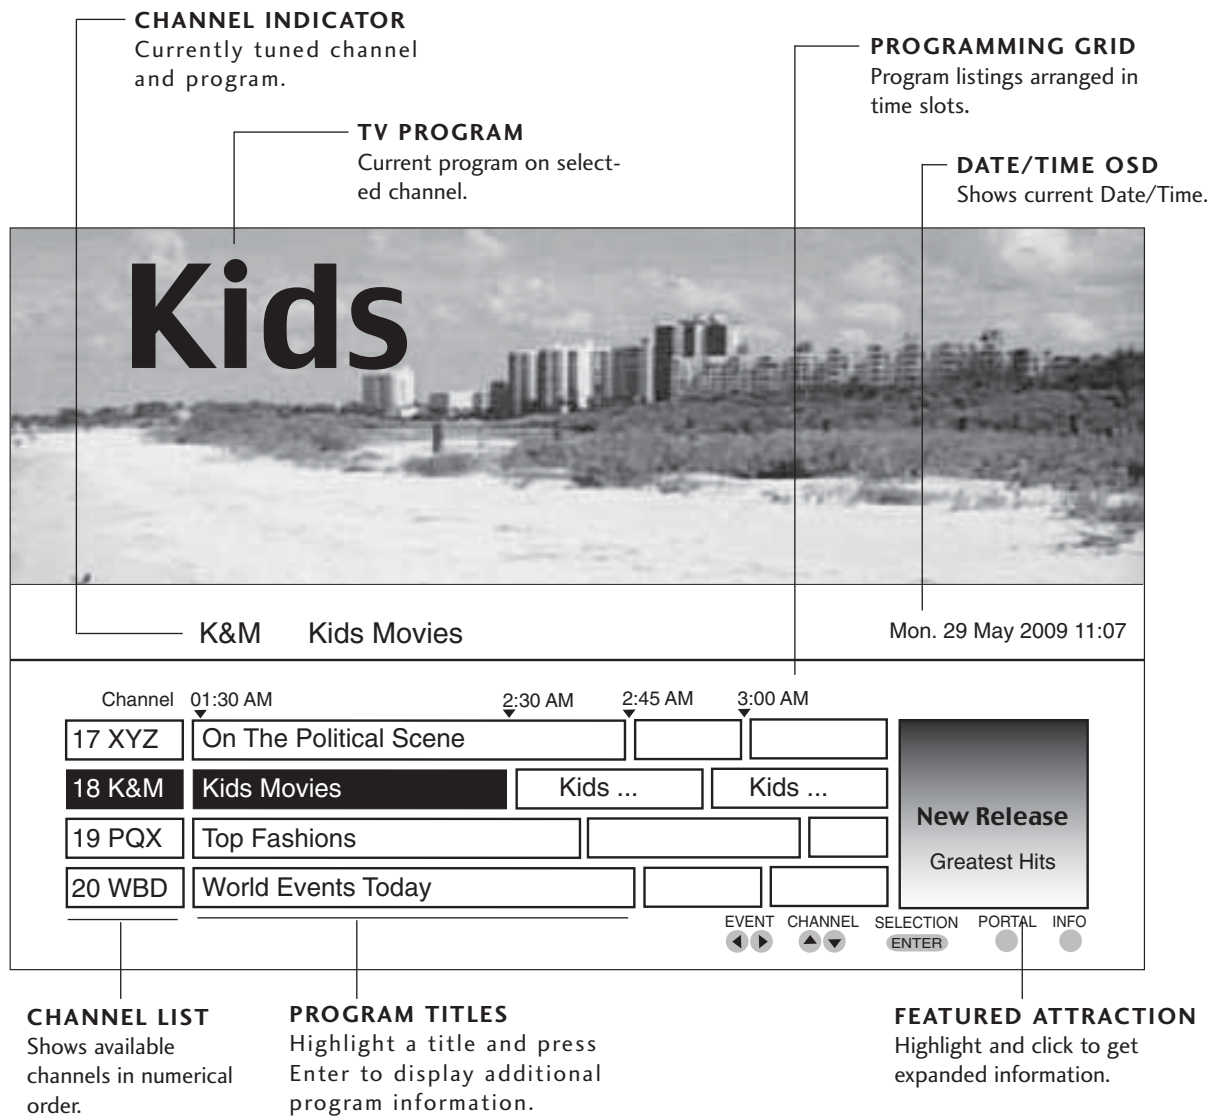 CHANNEL INDICATOR
Currently tuned channel
and program.
PROGRAMMING GRID
Program listings arranged in
time slots.
TV PROGRAM
Current program on select-
ed channel.
DATE/TIME OSD
Shows current Date/Time.
Kids
K&M Kids Movies
Mon. 29 May 2009 11:07
Channel 01:30 AM 2:30 AM 2:45 AM 3:00 AM
17 XYZ On The Political Scene
18 K&M Kids Movies Kids ... Kids ...
19 PQX Top Fashions
20 WBD World Events Today
New Release
Greatest Hits
EVENT CHANNEL SELECTION PORTAL INFO
ENTER
CHANNEL LIST
Shows available
channels in numerical
order.
PROGRAM TITLES
Highlight a title and press
Enter to display additional
program information.
FEATURED ATTRACTION
Highlight and click to get
expanded information.